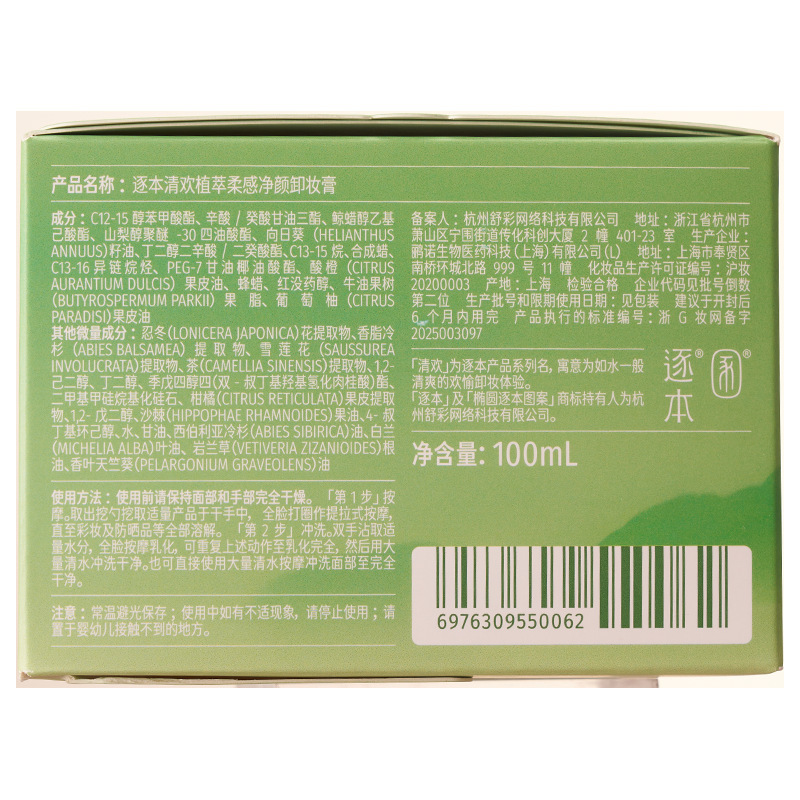 产品名称：逐本清欢植萃柔感净颜卸妆膏
成分：C12-15 醇苯甲酸酯、辛酸 / 癸酸甘油三酯、鲸蜡醇乙基
己酸酯、山梨醇聚醚 -30 四油酸酯、向日葵（HELIANTHUS
ANNUUS)籽油、丁二醇二辛酸 / 二癸酸酯、C13-15 烷、合成蜡、
C13-16 异链烷烃、PEG-7 甘油椰油酸酯、酸橙 (CITRUS
AURANTIUM DULCIS) 果皮油、蜂蜡、红没药醇、牛油果树
(BUTYROSPERMUM PARKII) 果脂、葡萄柚 (CITRUS
PARADISI)果皮油
其他微量成分：忍冬(LONICERA JAPONICA)花提取物、香脂冷
杉 (ABIES BALSAMEA) 提取物、雪莲花 (SAUSSUREA
INVOLUCRATA)提取物、茶(CAMELLIA SINENSIS)提取物、1,2-
己二醇、丁二醇、季戊四醇四（双 - 叔丁基羟基氢化肉桂酸）酯、
二甲基甲硅烷基化硅石、柑橘(CITRUS RETICULATA)果皮提取
物、1,2- 戊二醇、沙棘(HIPPOPHAE RHAMNOIDES)果油、4- 叔
丁基环己醇、水、甘油、西伯利亚冷杉(ABIES SIBIRICA)油、白兰
(MICHELIA ALBA)叶油、岩兰草(VETIVERIA ZIZANIOIDES)根
油、香叶天竺葵(PELARGONIUM GRAVEOLENS)油
使用方法：使用前请保持面部和手部完全干燥。「第 1 步」按
摩。取出挖勺挖取适量产品于干手中， 全脸打圈作提拉式按摩，
直至彩妆及防晒品等全部溶解。「第 2 步」冲洗。双手沾取适
量水分，全脸按摩乳化，可重复上述动作至乳化完全，然后用大
量清水冲洗干净。也可直接使用大量清水按摩冲洗面部至完全
干净。
注意：常温避光保存；使用中如有不适现象，请停止使用；请
置于婴幼儿接触不到的地方。
备案人：杭州舒彩网络科技有限公司 地址：浙江省杭州市
萧山区宁围街道传化科创大厦 2 幢 401-23 室 生产企业：
䴙诺生物医药科技（上海）有限公司(L) 地址：上海市奉贤区
南桥环城北路 999 号 11 幢 化妆品生产许可证编号：沪妆
20200003 产地：上海 检验合格 企业代码见批号倒数
第二位 生产批号和限期使用日期：见包装 建议于开封后
6 个月内用完 产品执行的标准编号：浙 G 妆网备字
2025003097
「清欢」为逐本产品系列名，寓意为如水一般
清爽的欢愉卸妆体验。
「逐本」及「椭圆逐本图案」商标持有人为杭
州舒彩网络科技有限公司。
逐本®
®
净含量：100mL
6976309550062